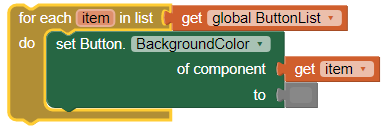 for each item in list get global ButtonList
do set Button. BackgroundColor
of component get item
to